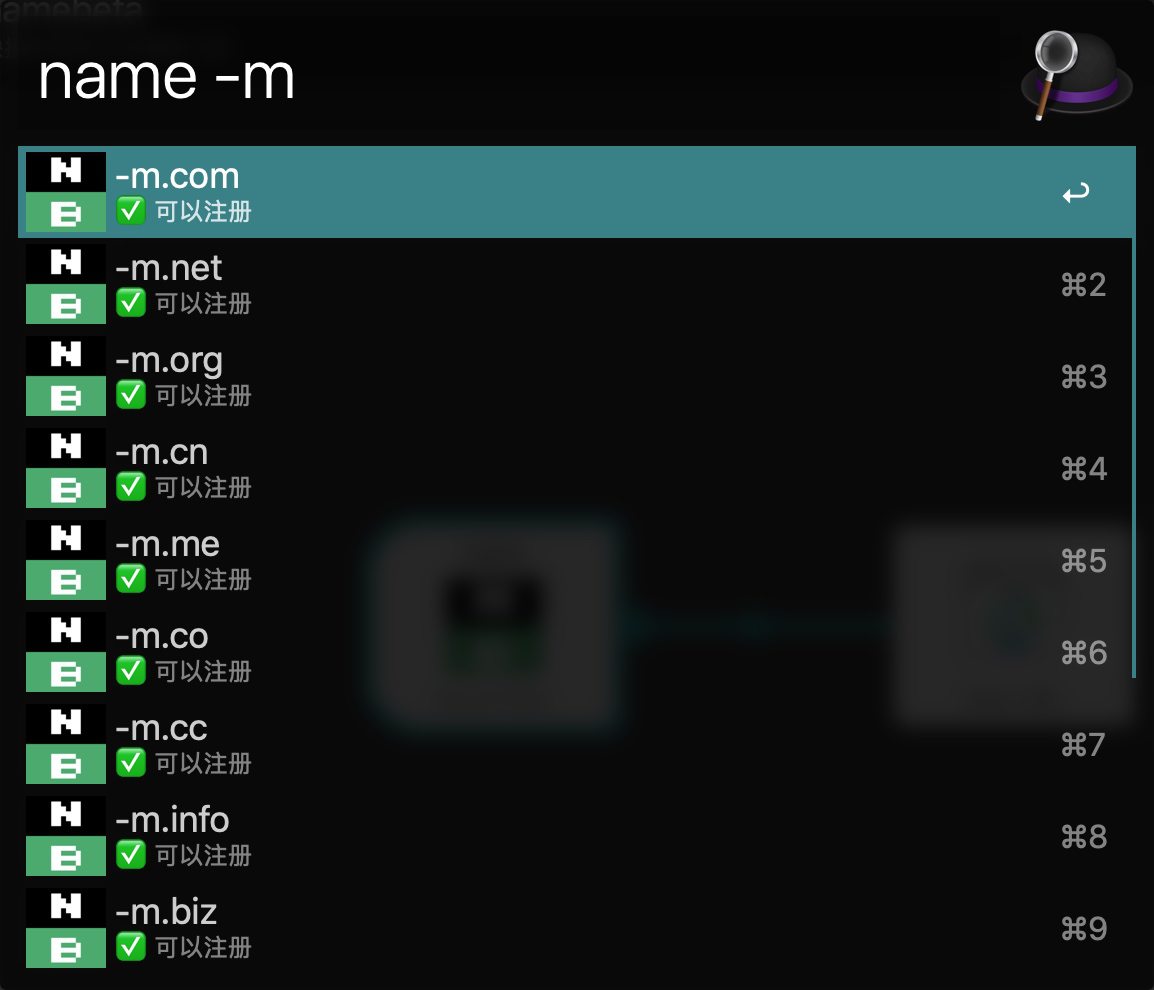 name -m
N
B
-m.com
✅ 可以注册
↩
N
B
-m.net
✅ 可以注册
⌘2
N
B
-m.org
✅ 可以注册
⌘3
N
B
-m.cn
✅ 可以注册
⌘4
N
B
-m.me
✅ 可以注册
⌘5
N
B
-m.co
✅ 可以注册
⌘6
N
B
-m.cc
✅ 可以注册
⌘7
N
B
-m.info
✅ 可以注册
⌘8
N
B
-m.biz
✅ 可以注册
⌘9